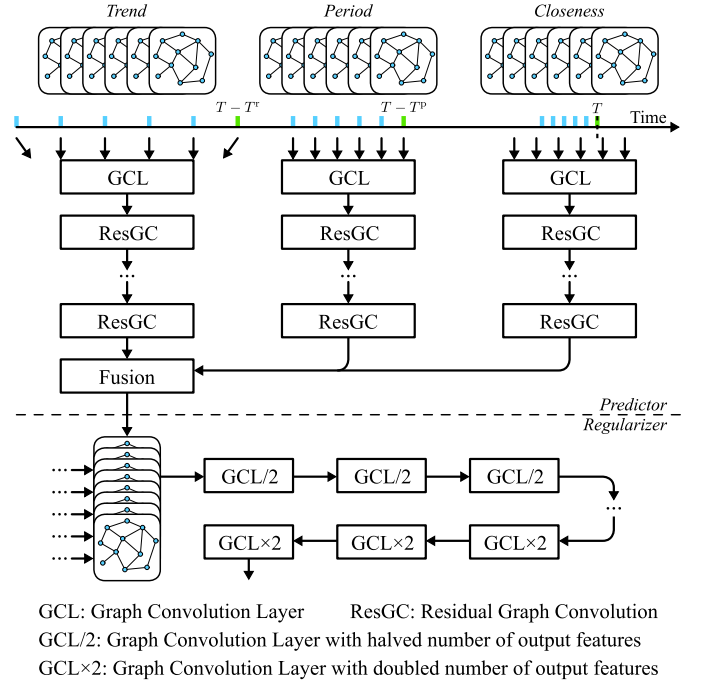 Trend Period Closeness
T − Tʳ T − Tᵖ T Time
GCL GCL GCL
ResGC ResGC ResGC
... ... ...
ResGC ResGC ResGC
Fusion
Predictor
Regularizer
... GCL/2 GCL/2 GCL/2
...
...
... ...
... GCL×2 GCL×2 GCL×2
...
GCL: Graph Convolution Layer ResGC: Residual Graph Convolution
GCL/2: Graph Convolution Layer with halved number of output features
GCL×2: Graph Convolution Layer with doubled number of output features